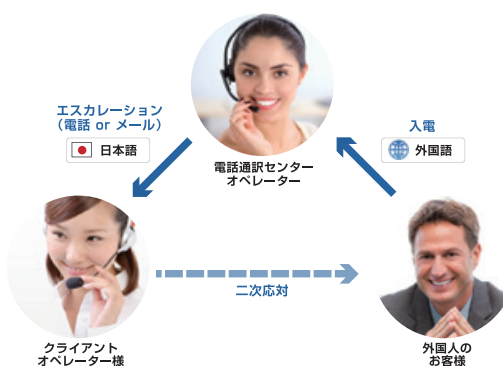 エスカレーション
（電話 or メール）
日本語
入電
外国語
電話通訳センター
オペレーター
二次応対
クライアント
オペレーター様
外国人の
お客様